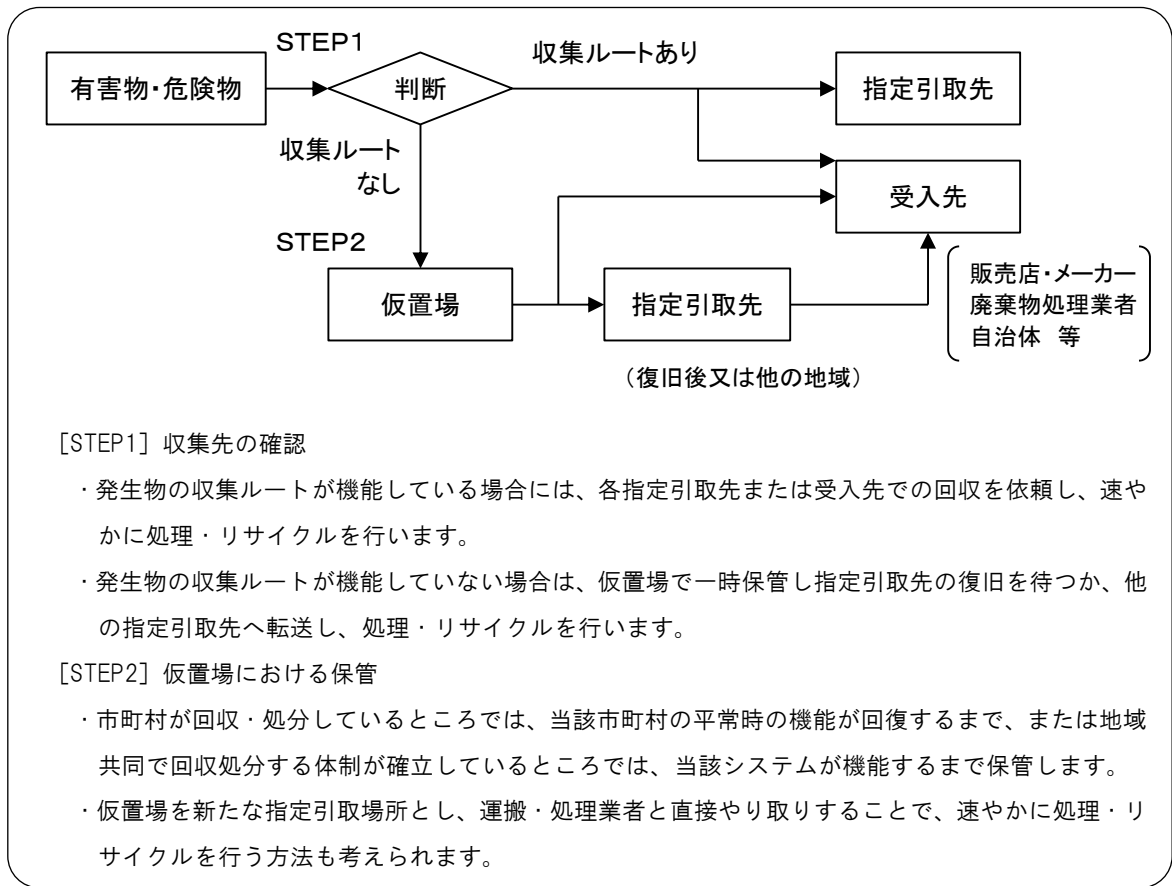 STEP1
収集ルートあり
有害物・危険物
判断
指定引取先
収集ルート
なし
受入先
STEP2
仮置場
指定引取先
販売店・メーカー
廃棄物処理業者
自治体 等
（復旧後又は他の地域）
［STEP1］収集先の確認
・発生物の収集ルートが機能している場合には、各指定引取先または受入先での回収を依頼し、速や
かに処理・リサイクルを行います。
・発生物の収集ルートが機能していない場合は、仮置場で一時保管し指定引取先の復旧を待つか、他
の指定引取先へ転送し、処理・リサイクルを行います。
［STEP2］仮置場における保管
・市町村が回収・処分しているところでは、当該市町村の平常時の機能が回復するまで、または地域
共同で回収処分する体制が確立しているところでは、当該システムが機能するまで保管します。
・仮置場を新たな指定引取場所とし、運搬・処理業者と直接やり取りすることで、速やかに処理・リ
サイクルを行う方法も考えられます。